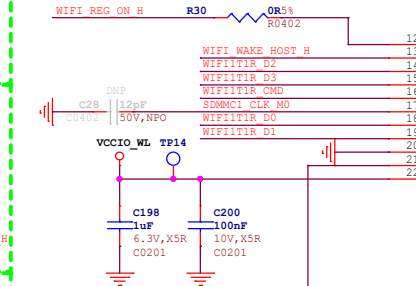 WIFI_REG_ON_H R30 0R5%
R0402
12
WIFI_WAKE_HOST_H 13
WIFI1T1R_D2 14
WIFI1T1R_D3 15
DNP WIFI1T1R_CMD 16
C28 12pF SDMMC1_CLK_M0 17
C0402 50V,NPO WIFI1T1R_D0 18
WIFI1T1R_D1 19
VCCIO_WL TP14 20
21
22
C198 C200
1uF 100nF
H 6.3V,X5R 10V,X5R
C0201 C0201